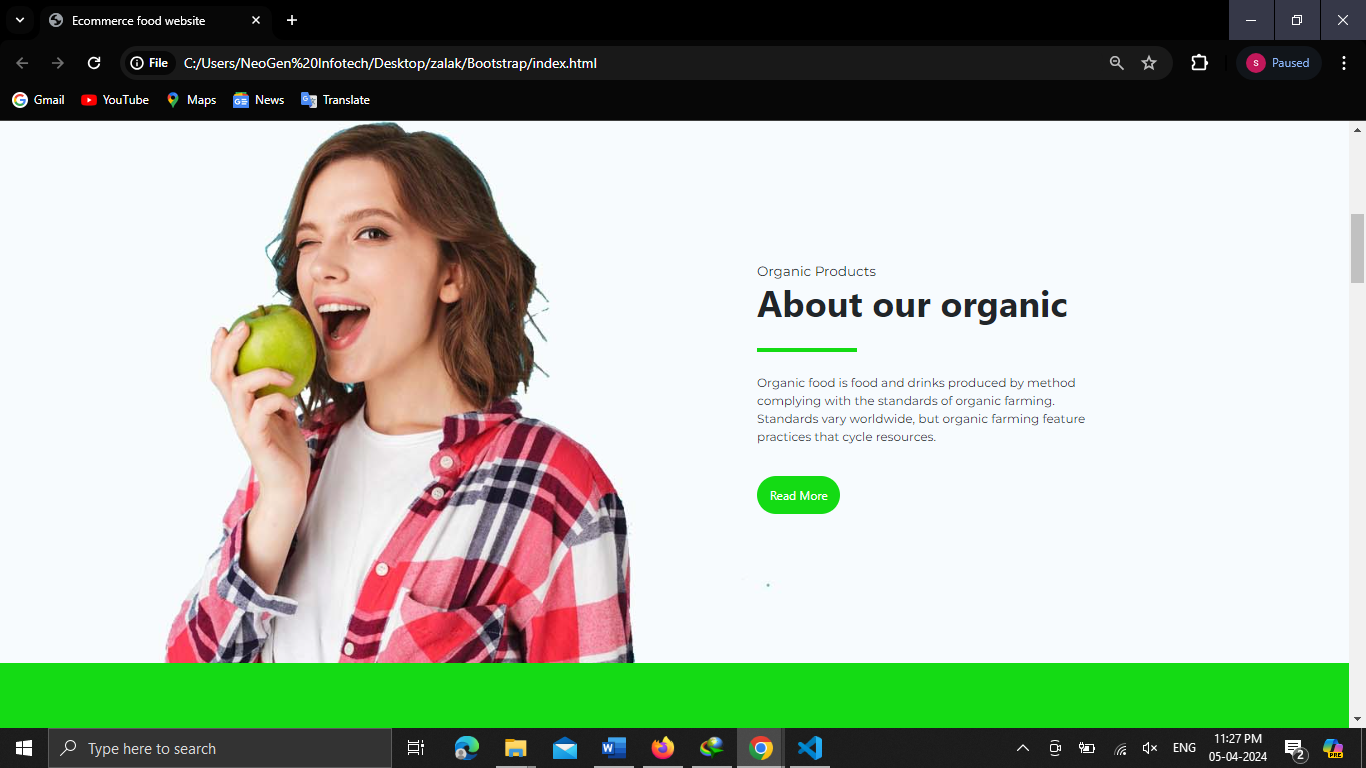 Ecommerce food website
File
C:/Users/NeoGen%20Infotech/Desktop/zalak/Bootstrap/index.html
S
Paused
Gmail
YouTube
Maps
News
Translate
Organic Products
About our organic
Organic food is food and drinks produced by method
complying with the standards of organic farming.
Standards vary worldwide, but organic farming feature
practices that cycle resources.
Read More
Type here to search
ENG
11:27 PM
05-04-2024
2
PRE